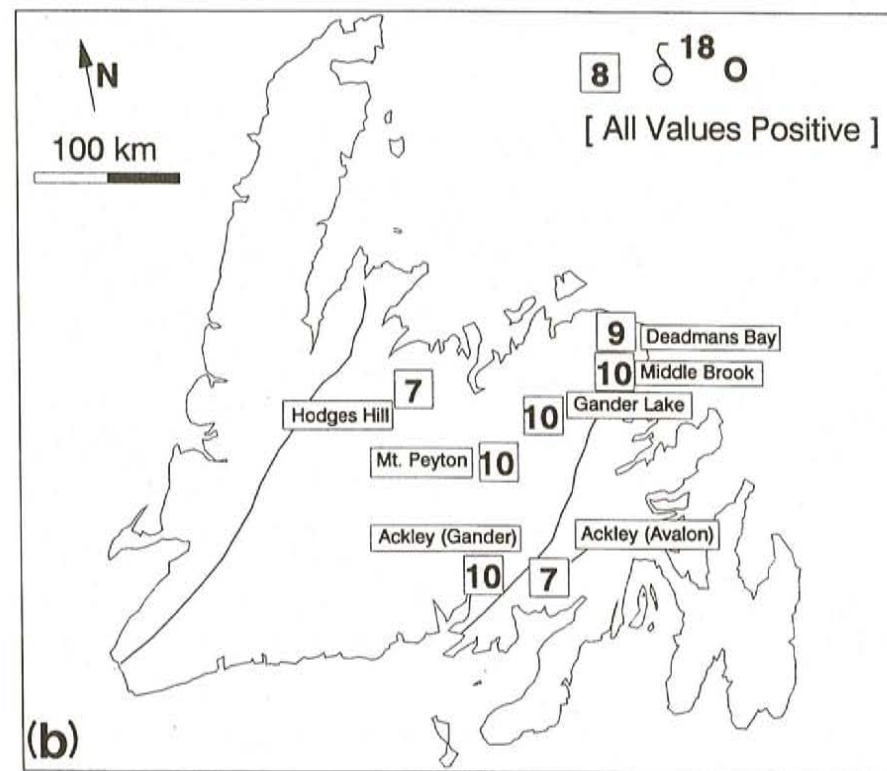 N
100 km
8 δ18 O
[ All Values Positive ]
9 Deadmans Bay
10 Middle Brook
7
Hodges Hill
10 Gander Lake
Mt. Peyton 10
Ackley (Gander)
Ackley (Avalon)
10
7
(b)